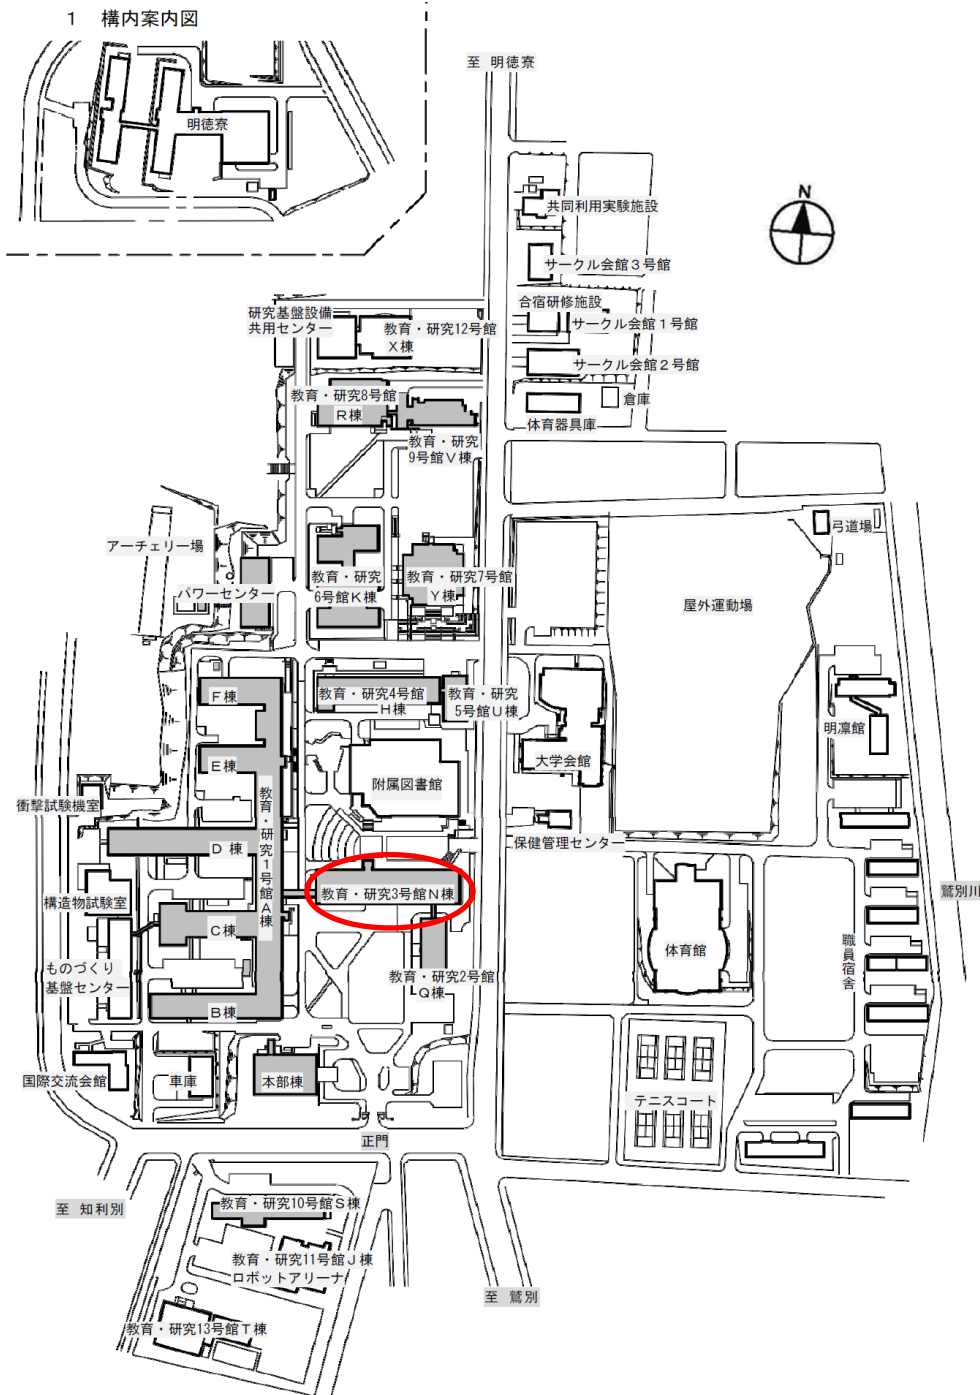 1 構内案内図
至 明徳寮
明徳寮
N
共同利用実験施設
サークル会館3号館
合宿研修施設
サークル会館1号館
サークル会館2号館
倉庫
体育器具庫
研究基盤設備
共用センター
教育・研究12号館
X棟
教育・研究8号館
R棟
教育・研究
9号館V棟
アーチェリー場
パワーセンター
教育・研究
6号館K棟
教育・研究7号館
Y棟
弓道場
屋外運動場
F棟
教育・研究4号館
H棟
教育・研究
5号館U棟
明凛館
E棟
附属図書館
大学会館
衝撃試験機室
教育・研究1号館A棟
D 棟
保健管理センター
構造物試験室
教育・研究3号館N棟
鷲別川
C棟
体育館
職員宿舎
ものづくり
基盤センター
教育・研究2号館
Q棟
B棟
国際交流会館
車庫
本部棟
テニスコート
正門
至 知利別
教育・研究10号館S棟
教育・研究11号館J棟
ロボットアリーナ
至 鷲別
教育・研究13号館T棟